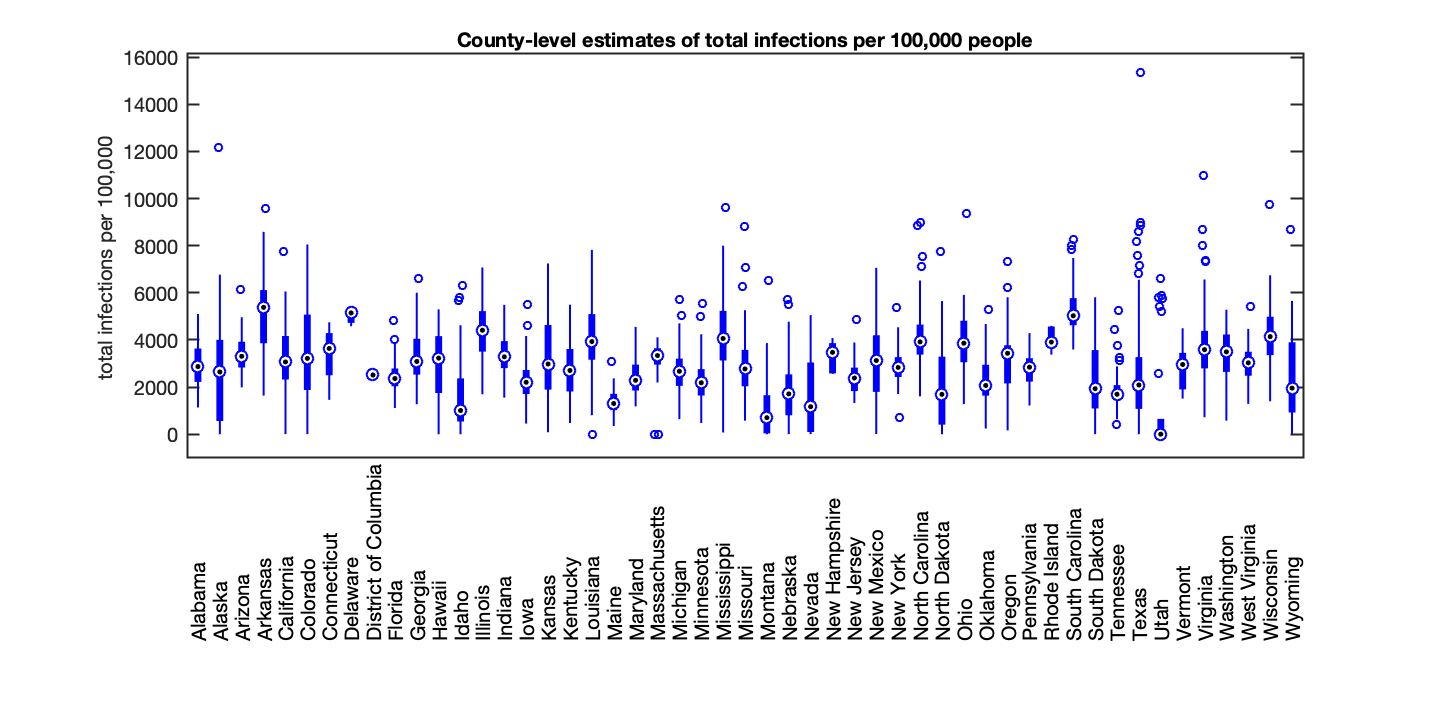 County-level estimates of total infections per 100,000 people
total infections per 100,000
16000
14000
12000
10000
8000
6000
4000
2000
0
Alabama
Alaska
Arizona
Arkansas
California
Colorado
Connecticut
Delaware
District of Columbia
Florida
Georgia
Hawaii
Idaho
Illinois
Indiana
Iowa
Kansas
Kentucky
Louisiana
Maine
Maryland
Massachusetts
Michigan
Minnesota
Mississippi
Missouri
Montana
Nebraska
Nevada
New Hampshire
New Jersey
New Mexico
New York
North Carolina
North Dakota
Ohio
Oklahoma
Oregon
Pennsylvania
Rhode Island
South Carolina
South Dakota
Tennessee
Texas
Utah
Vermont
Virginia
Washington
West Virginia
Wisconsin
Wyoming